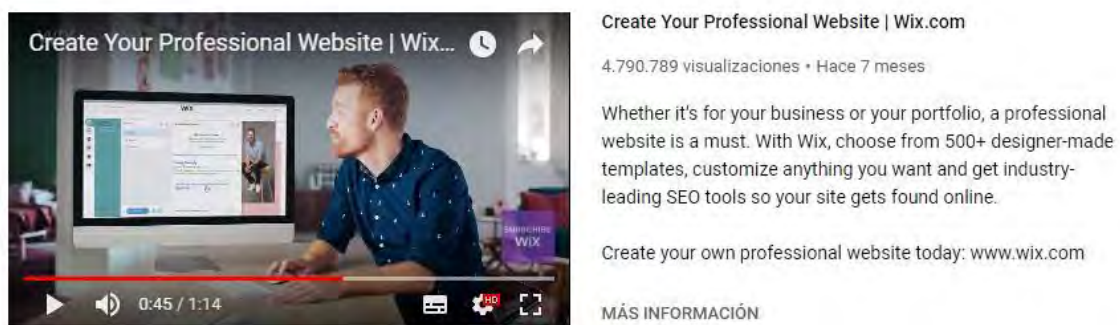 Create Your Professional Website | Wix...
WIX
SUBSCRIBE
WIX
0:45 / 1:14
HD
Create Your Professional Website | Wix.com
4.790.789 visualizaciones • Hace 7 meses
Whether it's for your business or your portfolio, a professional
website is a must. With Wix, choose from 500+ designer-made
templates, customize anything you want and get industry-
leading SEO tools so your site gets found online.
Create your own professional website today: www.wix.com
MÁS INFORMACIÓN